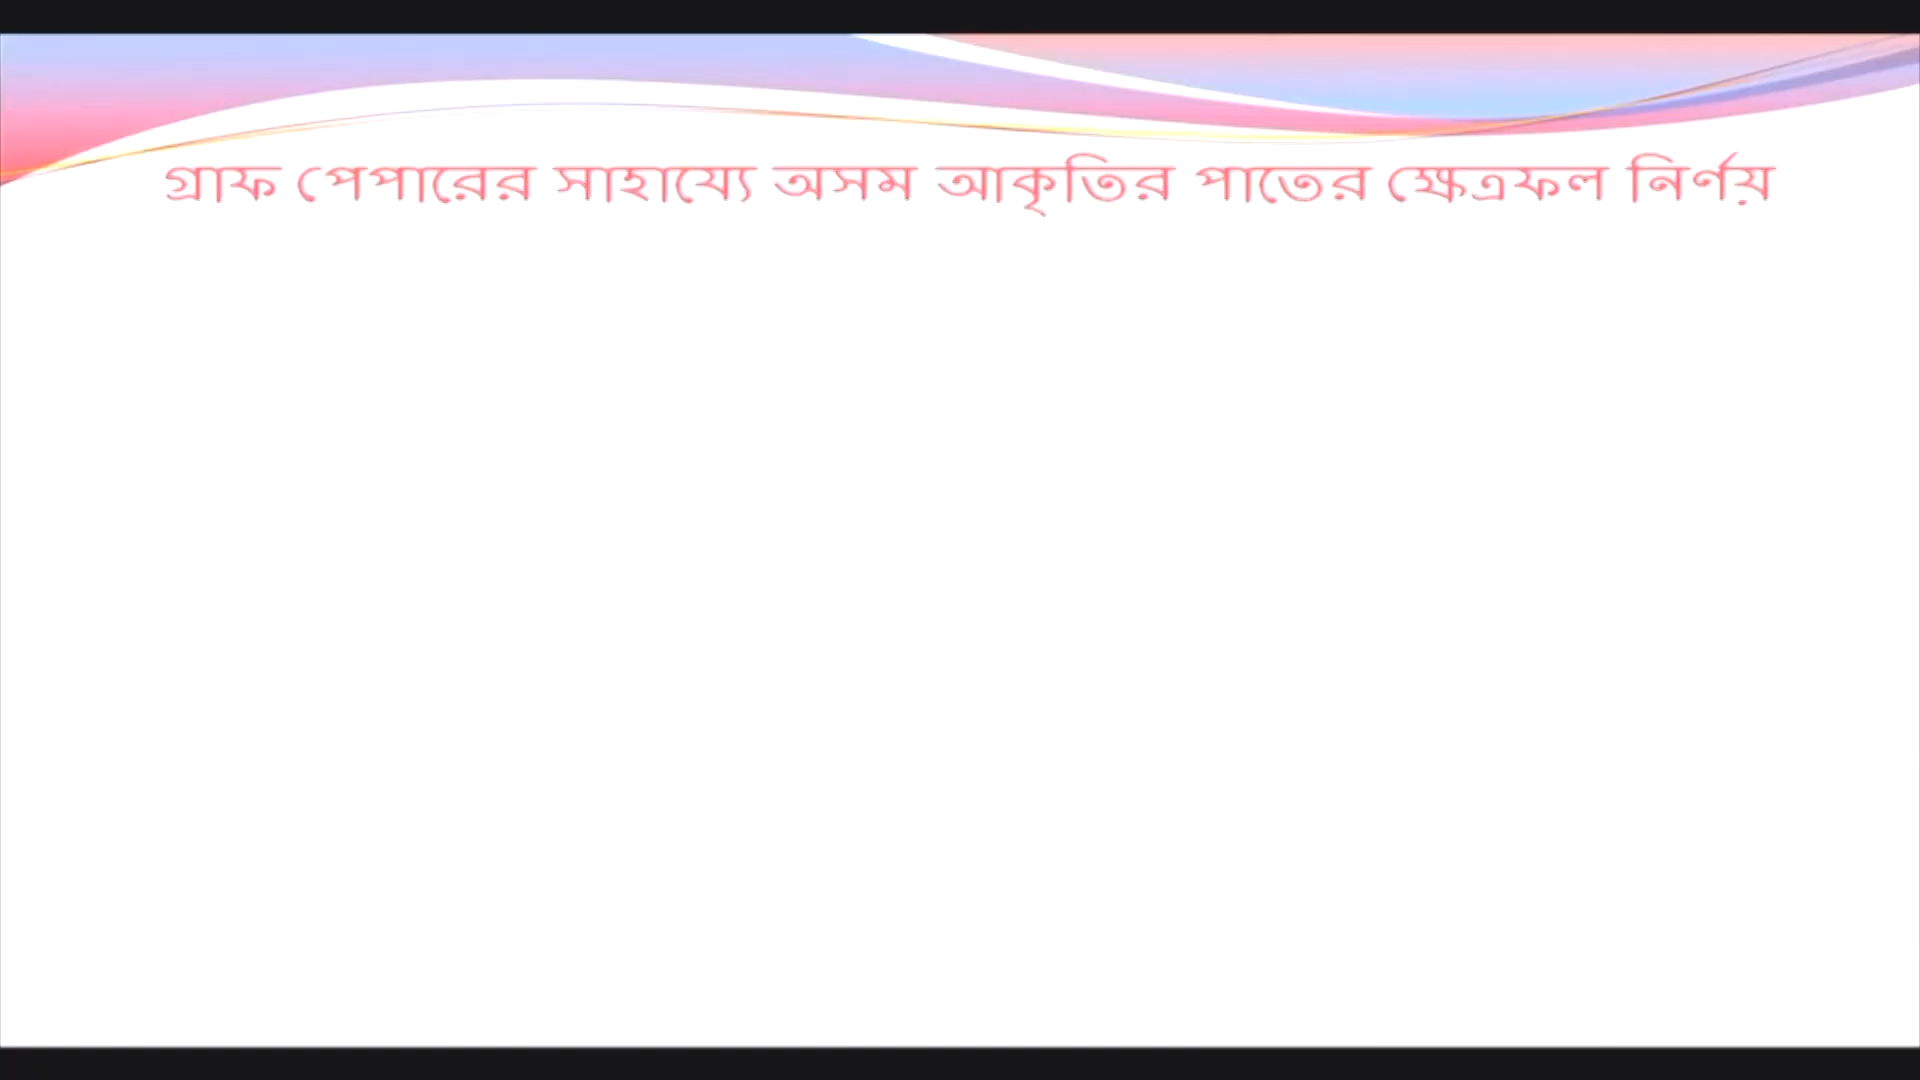 গ্রাফ পেপারের সাহায্যে অসম আকৃতির পাতের ক্ষেত্রফল নির্ণয়